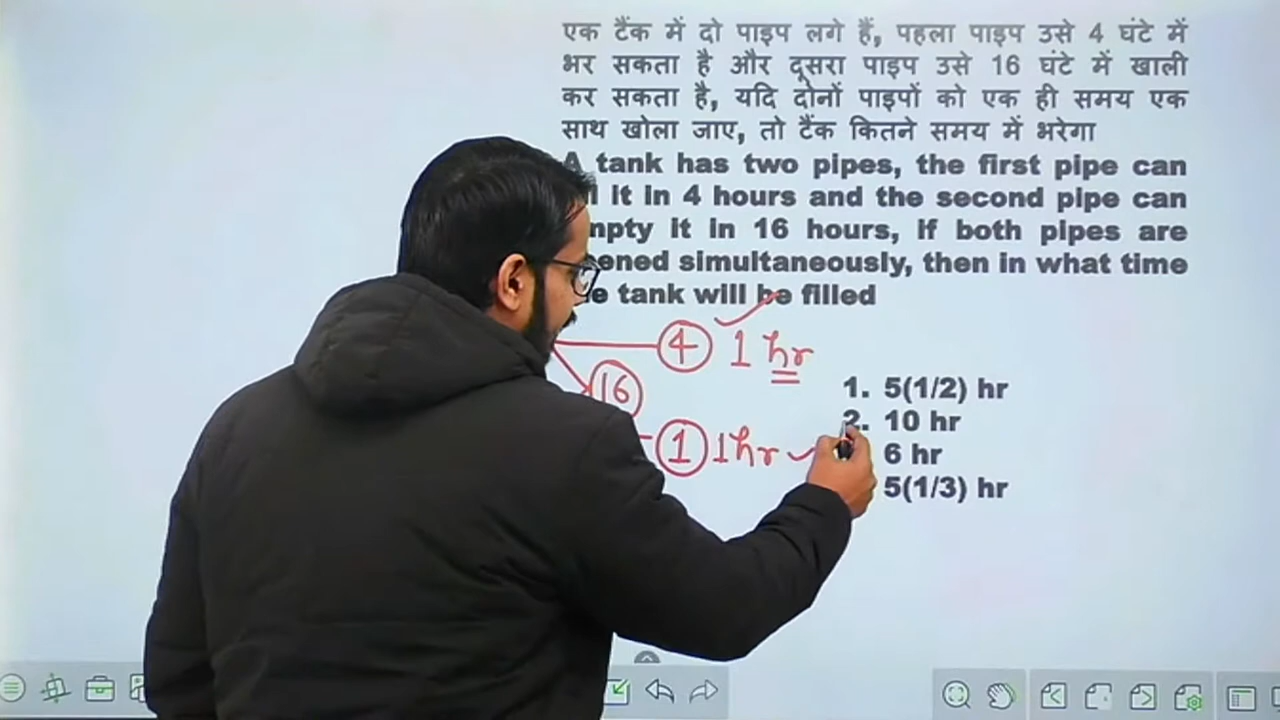 एक टैंक में दो पाइप लगे हैं, पहला पाइप उसे 4 घंटे में
भर सकता है और दूसरा पाइप उसे 16 घंटे में खाली
कर सकता है, यदि दोनों पाइपों को एक ही समय एक
साथ खोला जाए, तो टैंक कितने समय में भरेगा
A tank has two pipes, the first pipe can
it in 4 hours and the second pipe can
it in 16 hours, if both pipes are
simultaneously, then in what time
tank will be filled
4 1 hr
16
1 1hr
1. 5(1/2) hr
2. 10 hr
6 hr
5(1/3) hr